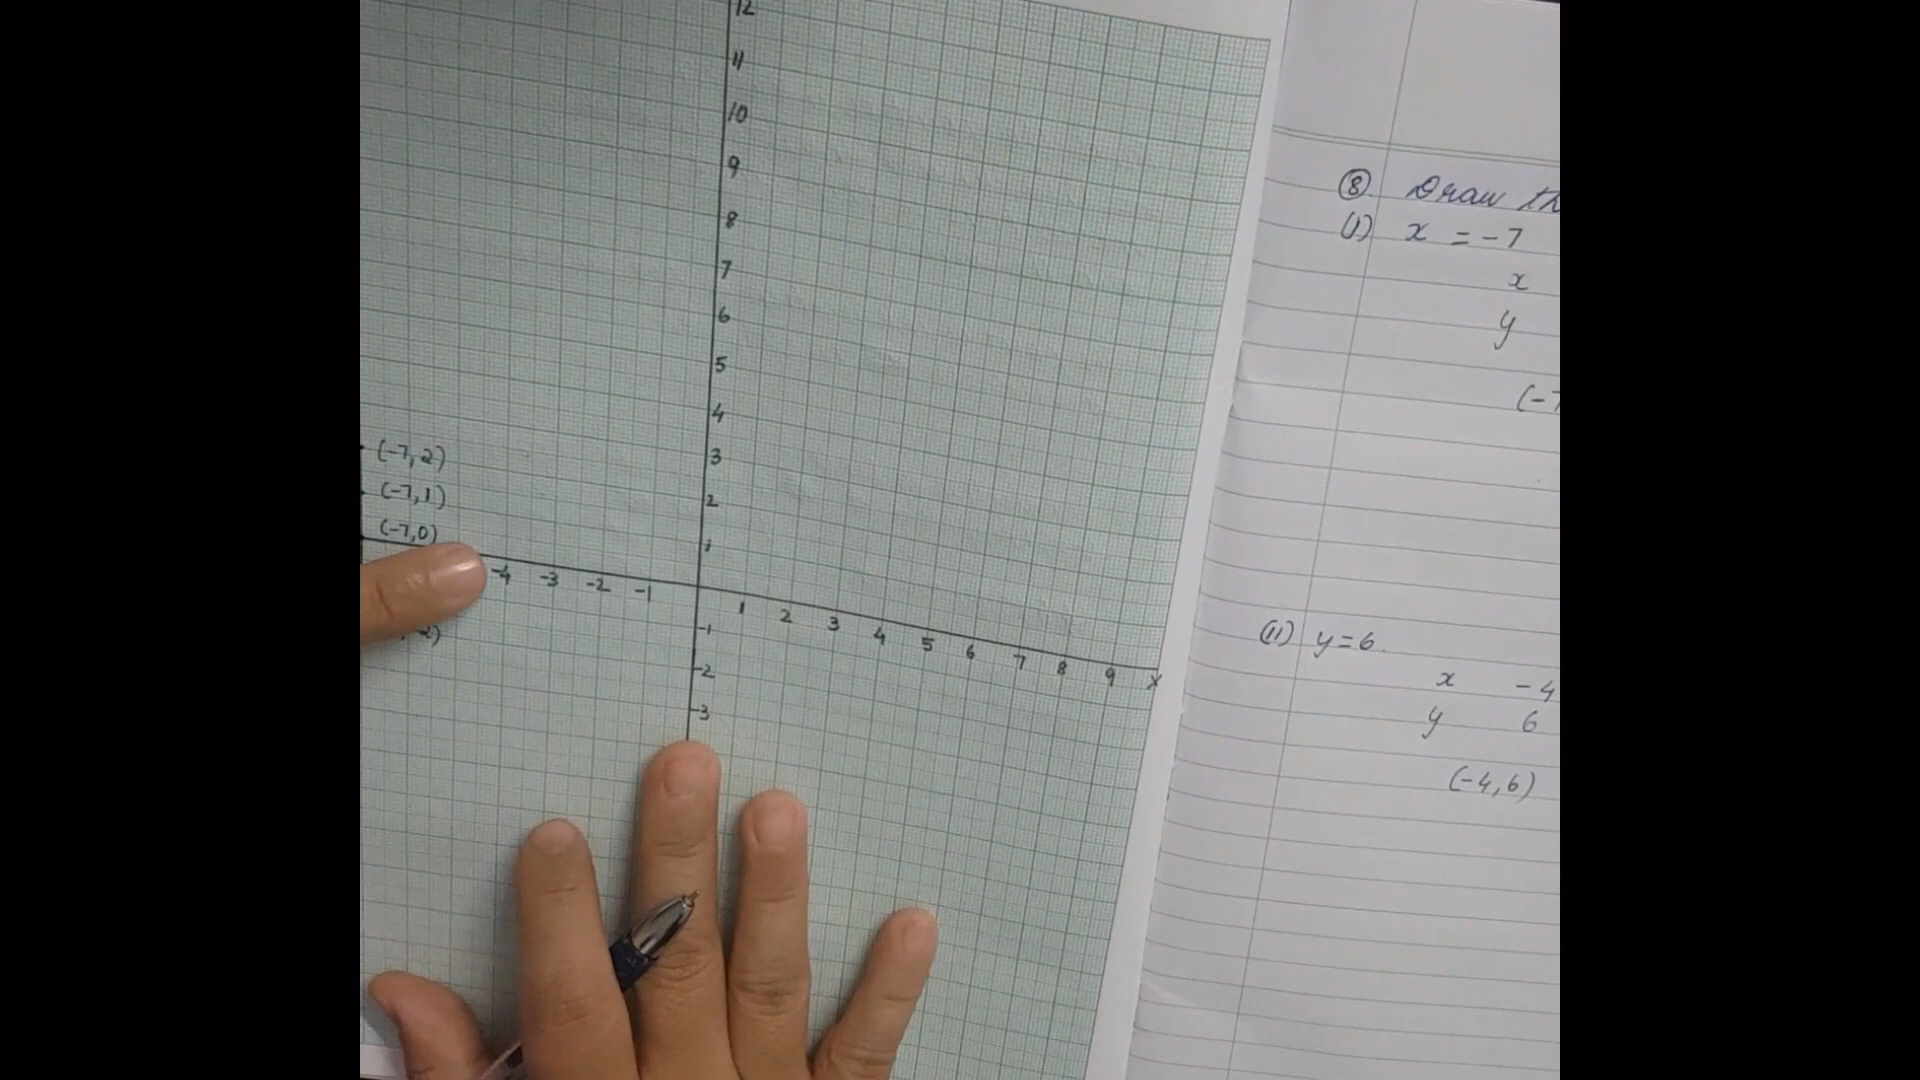 12
11
10
9
8
7
6
5
4
3
2
1
(-7,2)
(-7,1)
(-7,0)
-4 -3 -2 -1 1 2 3 4 5 6 7 8 9 X
-1
-2
-3
⑧ Draw th
(I) x = -7
x
y
(-7
(II) y=6.
x -4
y 6
(-4,6)